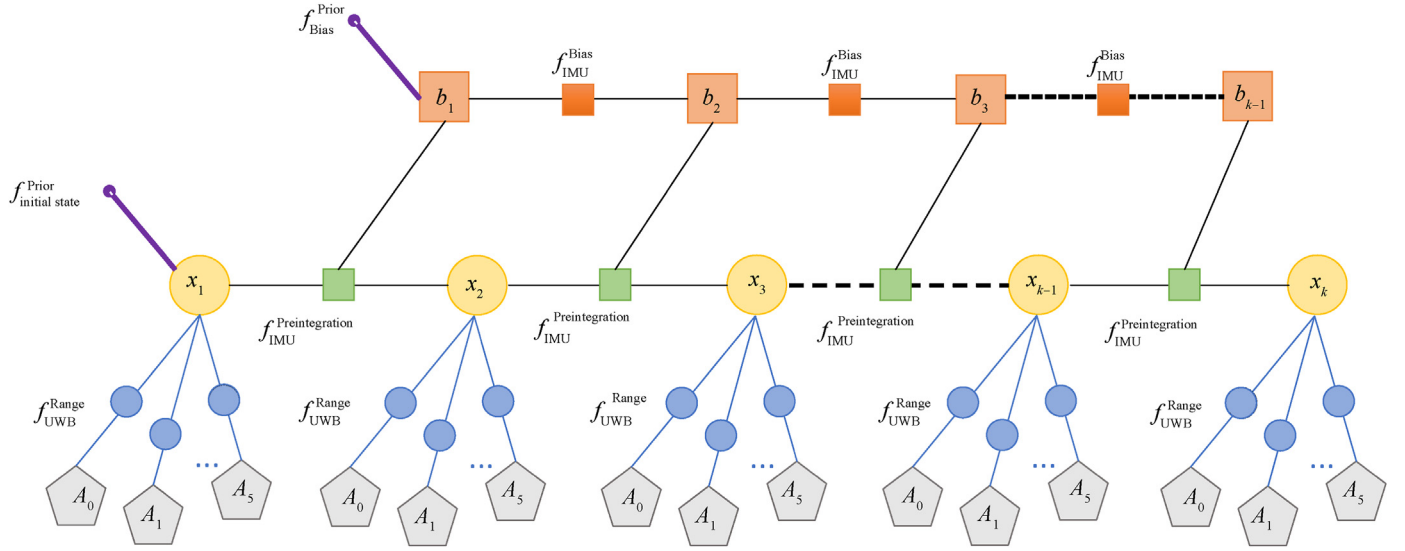 f_Bias^Prior
f_IMU^Bias
f_IMU^Bias
f_IMU^Bias
b_1
b_2
b_3
b_{k–1}
f_initial state^Prior
x_1
x_2
x_3
x_{k–1}
x_k
f_IMU^Preintegration
f_IMU^Preintegration
f_IMU^Preintegration
f_IMU^Preintegration
f_UWB^Range
f_UWB^Range
f_UWB^Range
f_UWB^Range
f_UWB^Range
...
...
...
...
...
A_0
A_1
A_5
A_0
A_1
A_5
A_0
A_1
A_5
A_0
A_1
A_5
A_0
A_1
A_5